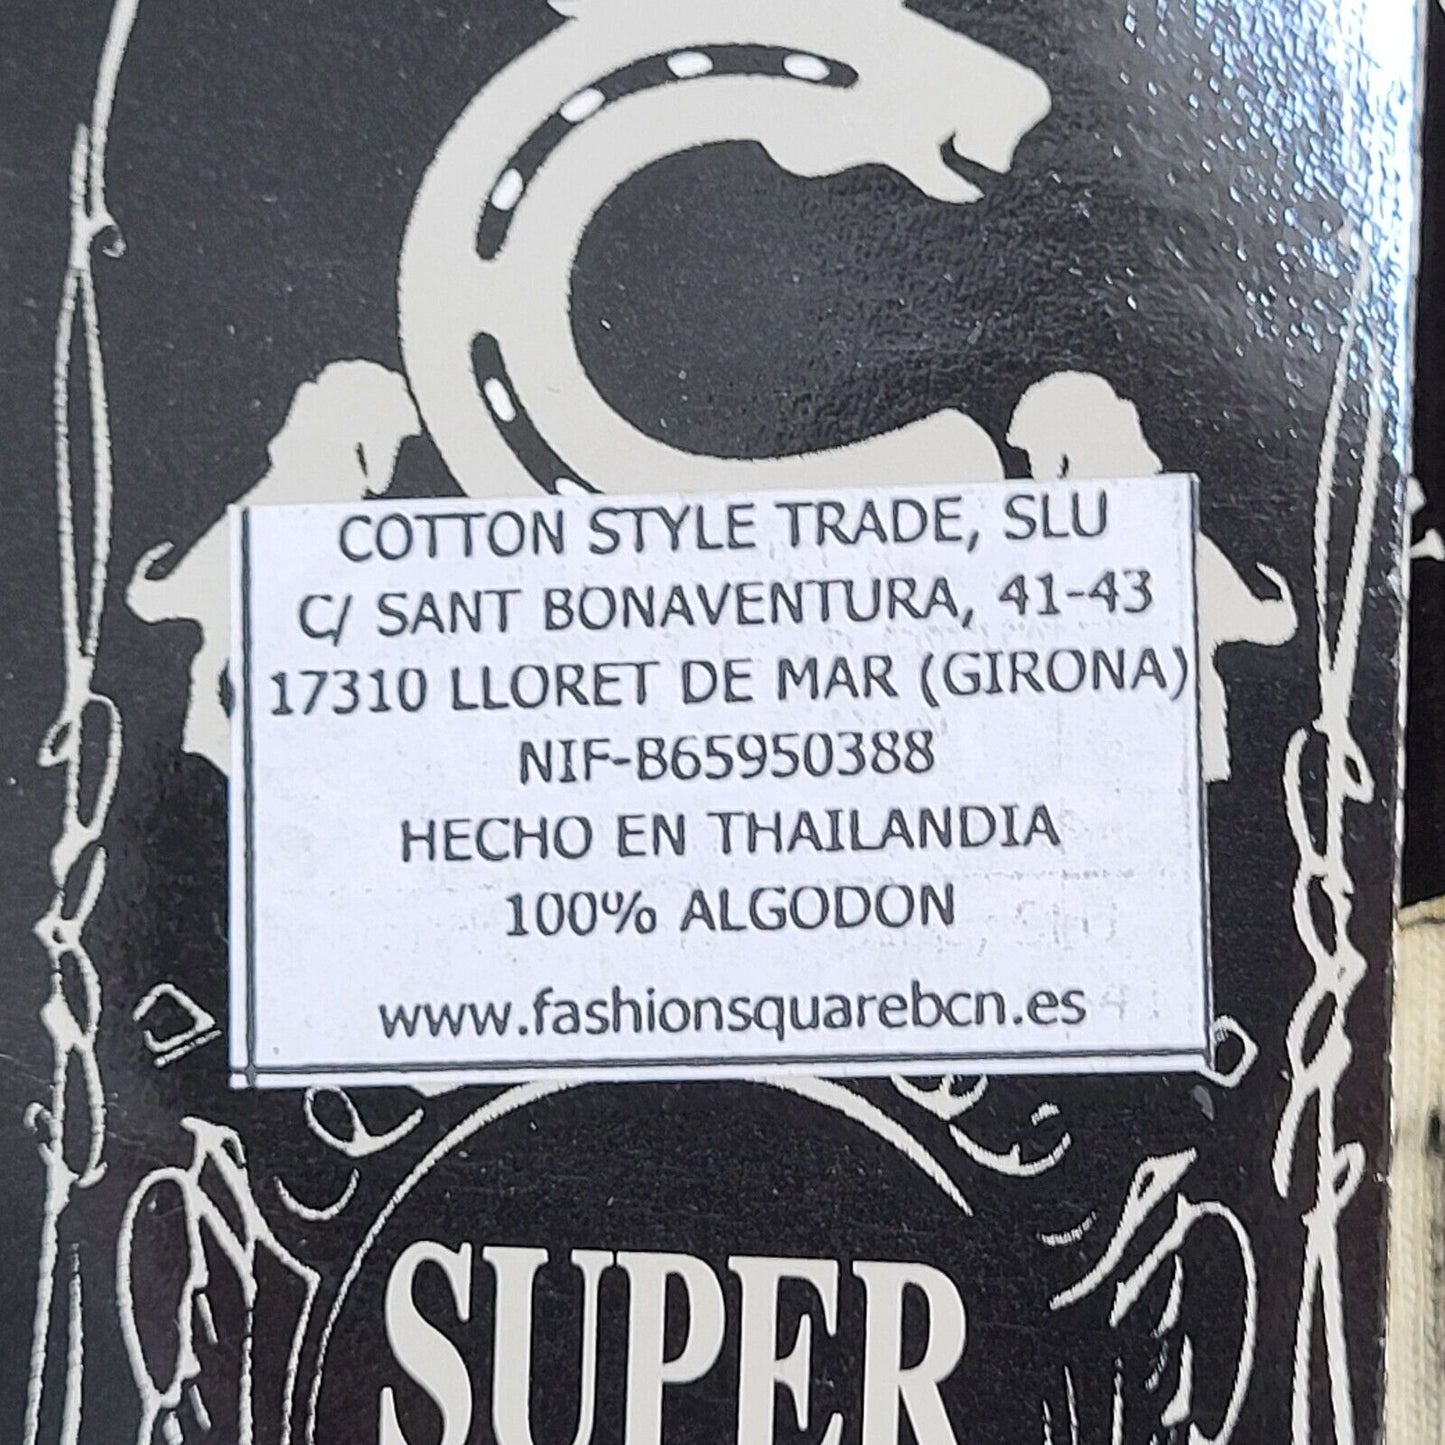 COTTON STYLE TRADE, SLU
C/ SANT BONAVENTURA, 41-43
17310 LLORET DE MAR (GIRONA)
NIF-B65950388
HECHO EN THAILANDIA
100% ALGODON
www.fashionsquarebcn.es
SUPER